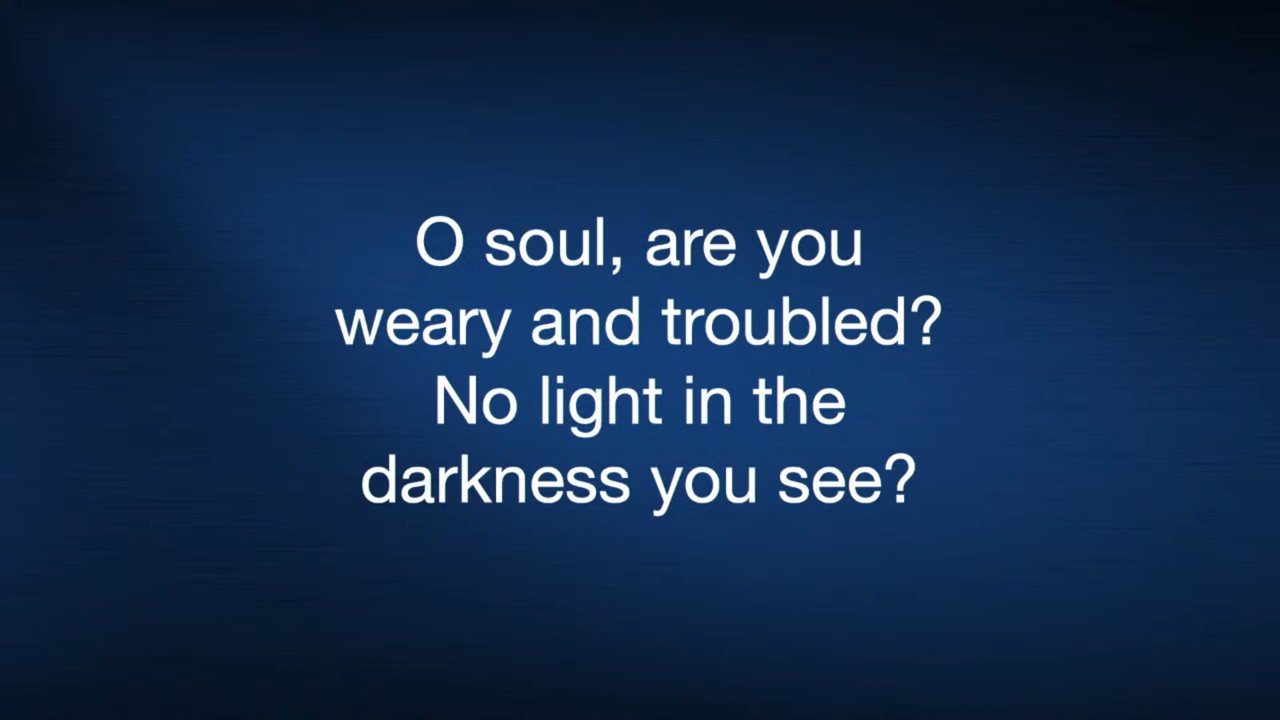 O soul, are you
weary and troubled?
No light in the
darkness you see?